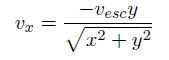 $v_x = \frac{-v_{esc}y}{\sqrt{x^2 + y^2}}$